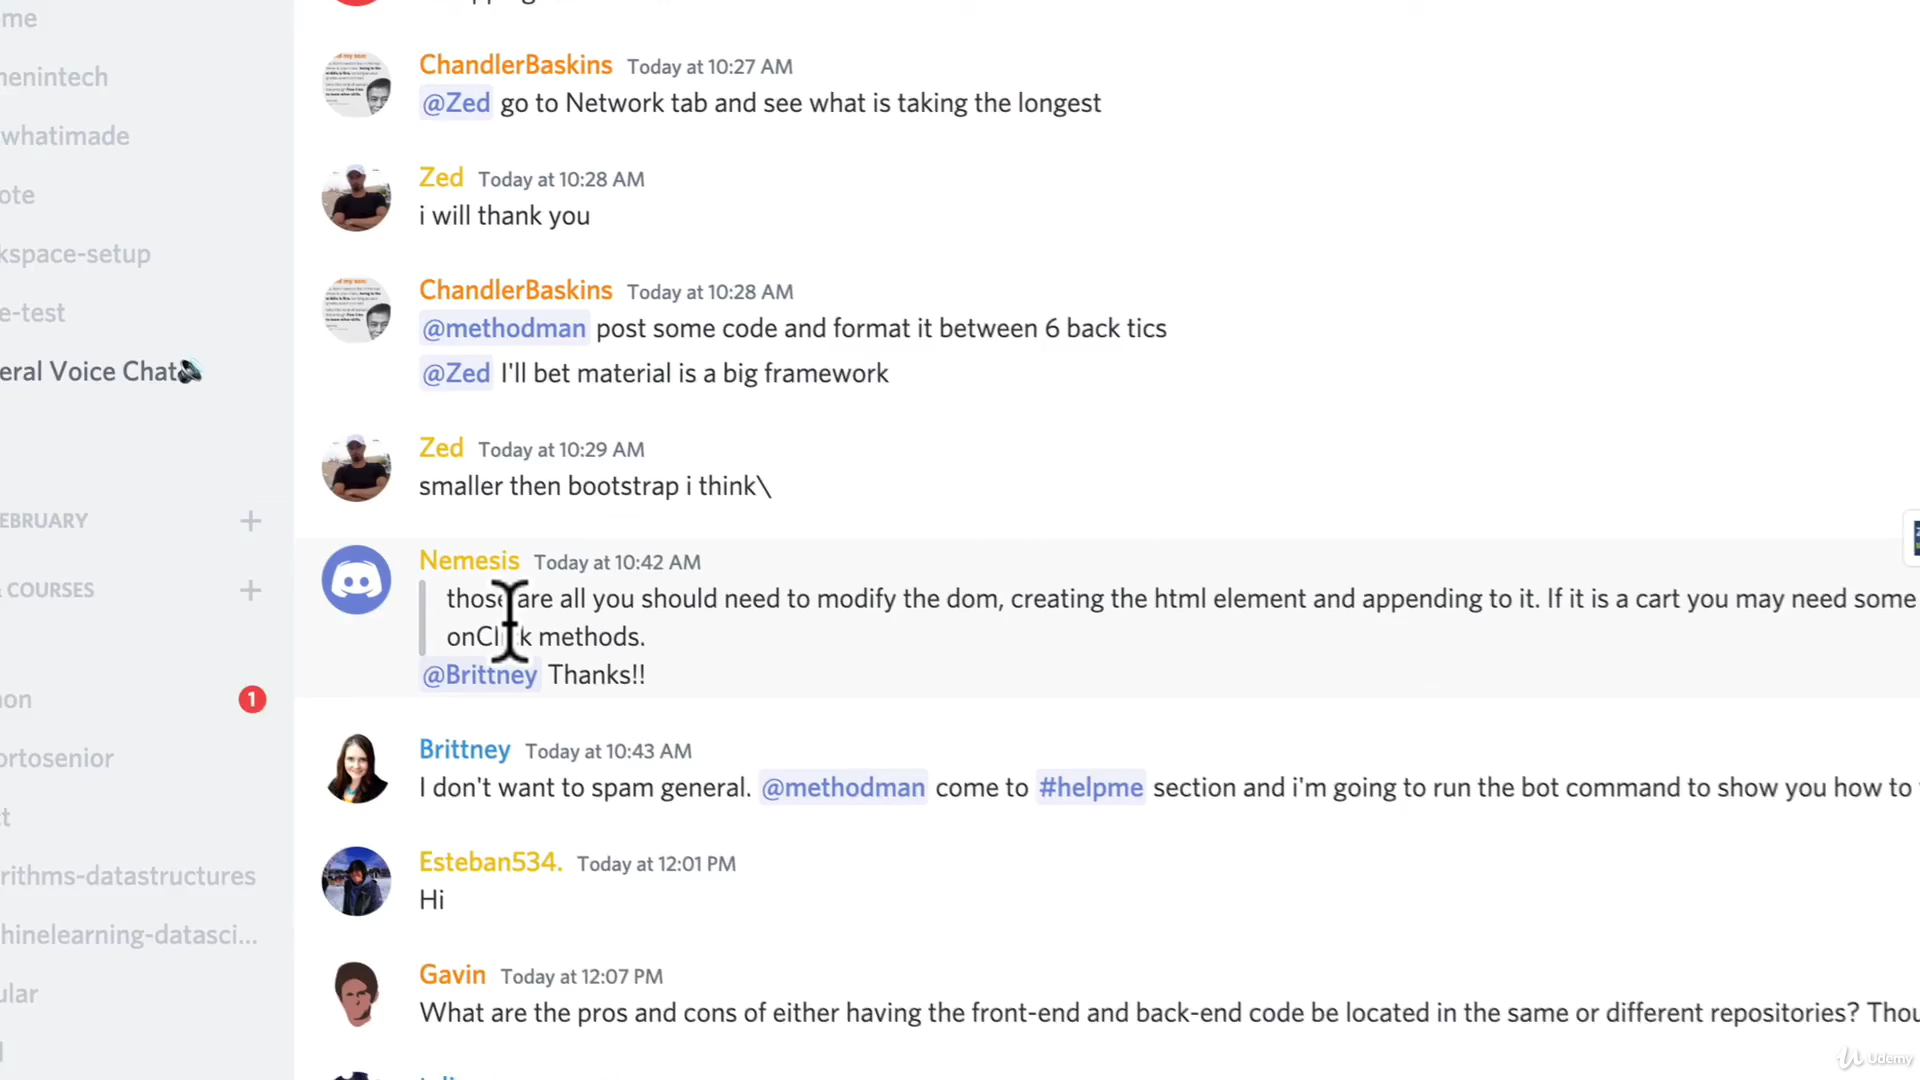 ome
ChandlerBaskins Today at 10:27 AM
nenintech
@Zed go to Network tab and see what is taking the longest
whatimade
Zed Today at 10:28 AM
ote
i will thank you
kspace-setup
ChandlerBaskins Today at 10:28 AM
e-test
@methodman post some code and format it between 6 back tics
eral Voice Chat
@Zed I'll bet material is a big framework
Zed Today at 10:29 AM
smaller then bootstrap i think\
EBRUARY
Nemesis Today at 10:42 AM
COURSES
those are all you should need to modify the dom, creating the html element and appending to it. If it is a cart you may need some
onClick methods.
@Brittney Thanks!!
non
1
Brittney Today at 10:43 AM
ortosenior
I don't want to spam general. @methodman come to #helpme section and i'm going to run the bot command to show you how to
ct
Esteban534. Today at 12:01 PM
rithms-datastructures
Hi
hinelearning-datasci...
Gavin Today at 12:07 PM
ular
What are the pros and cons of either having the front-end and back-end code be located in the same or different repositories? Thou
Udemy